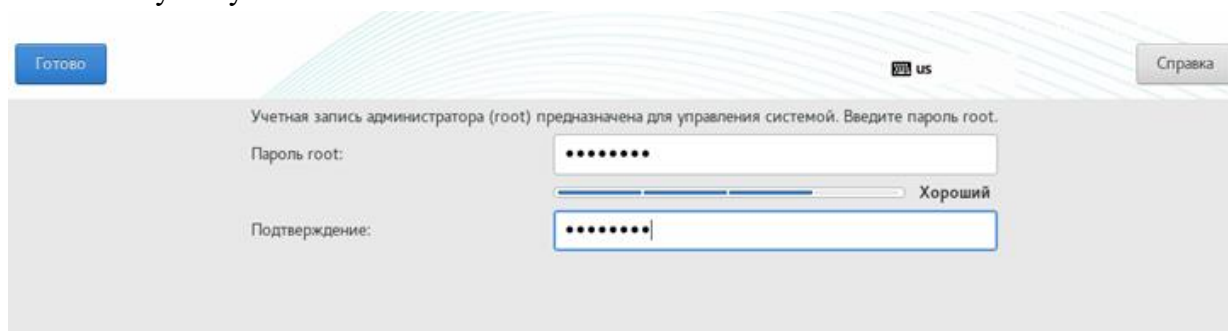 Готово
us
Справка
Учетная запись администратора (root) предназначена для управления системой. Введите пароль root.
Пароль root:
••••••••
Хороший
Подтверждение:
••••••••